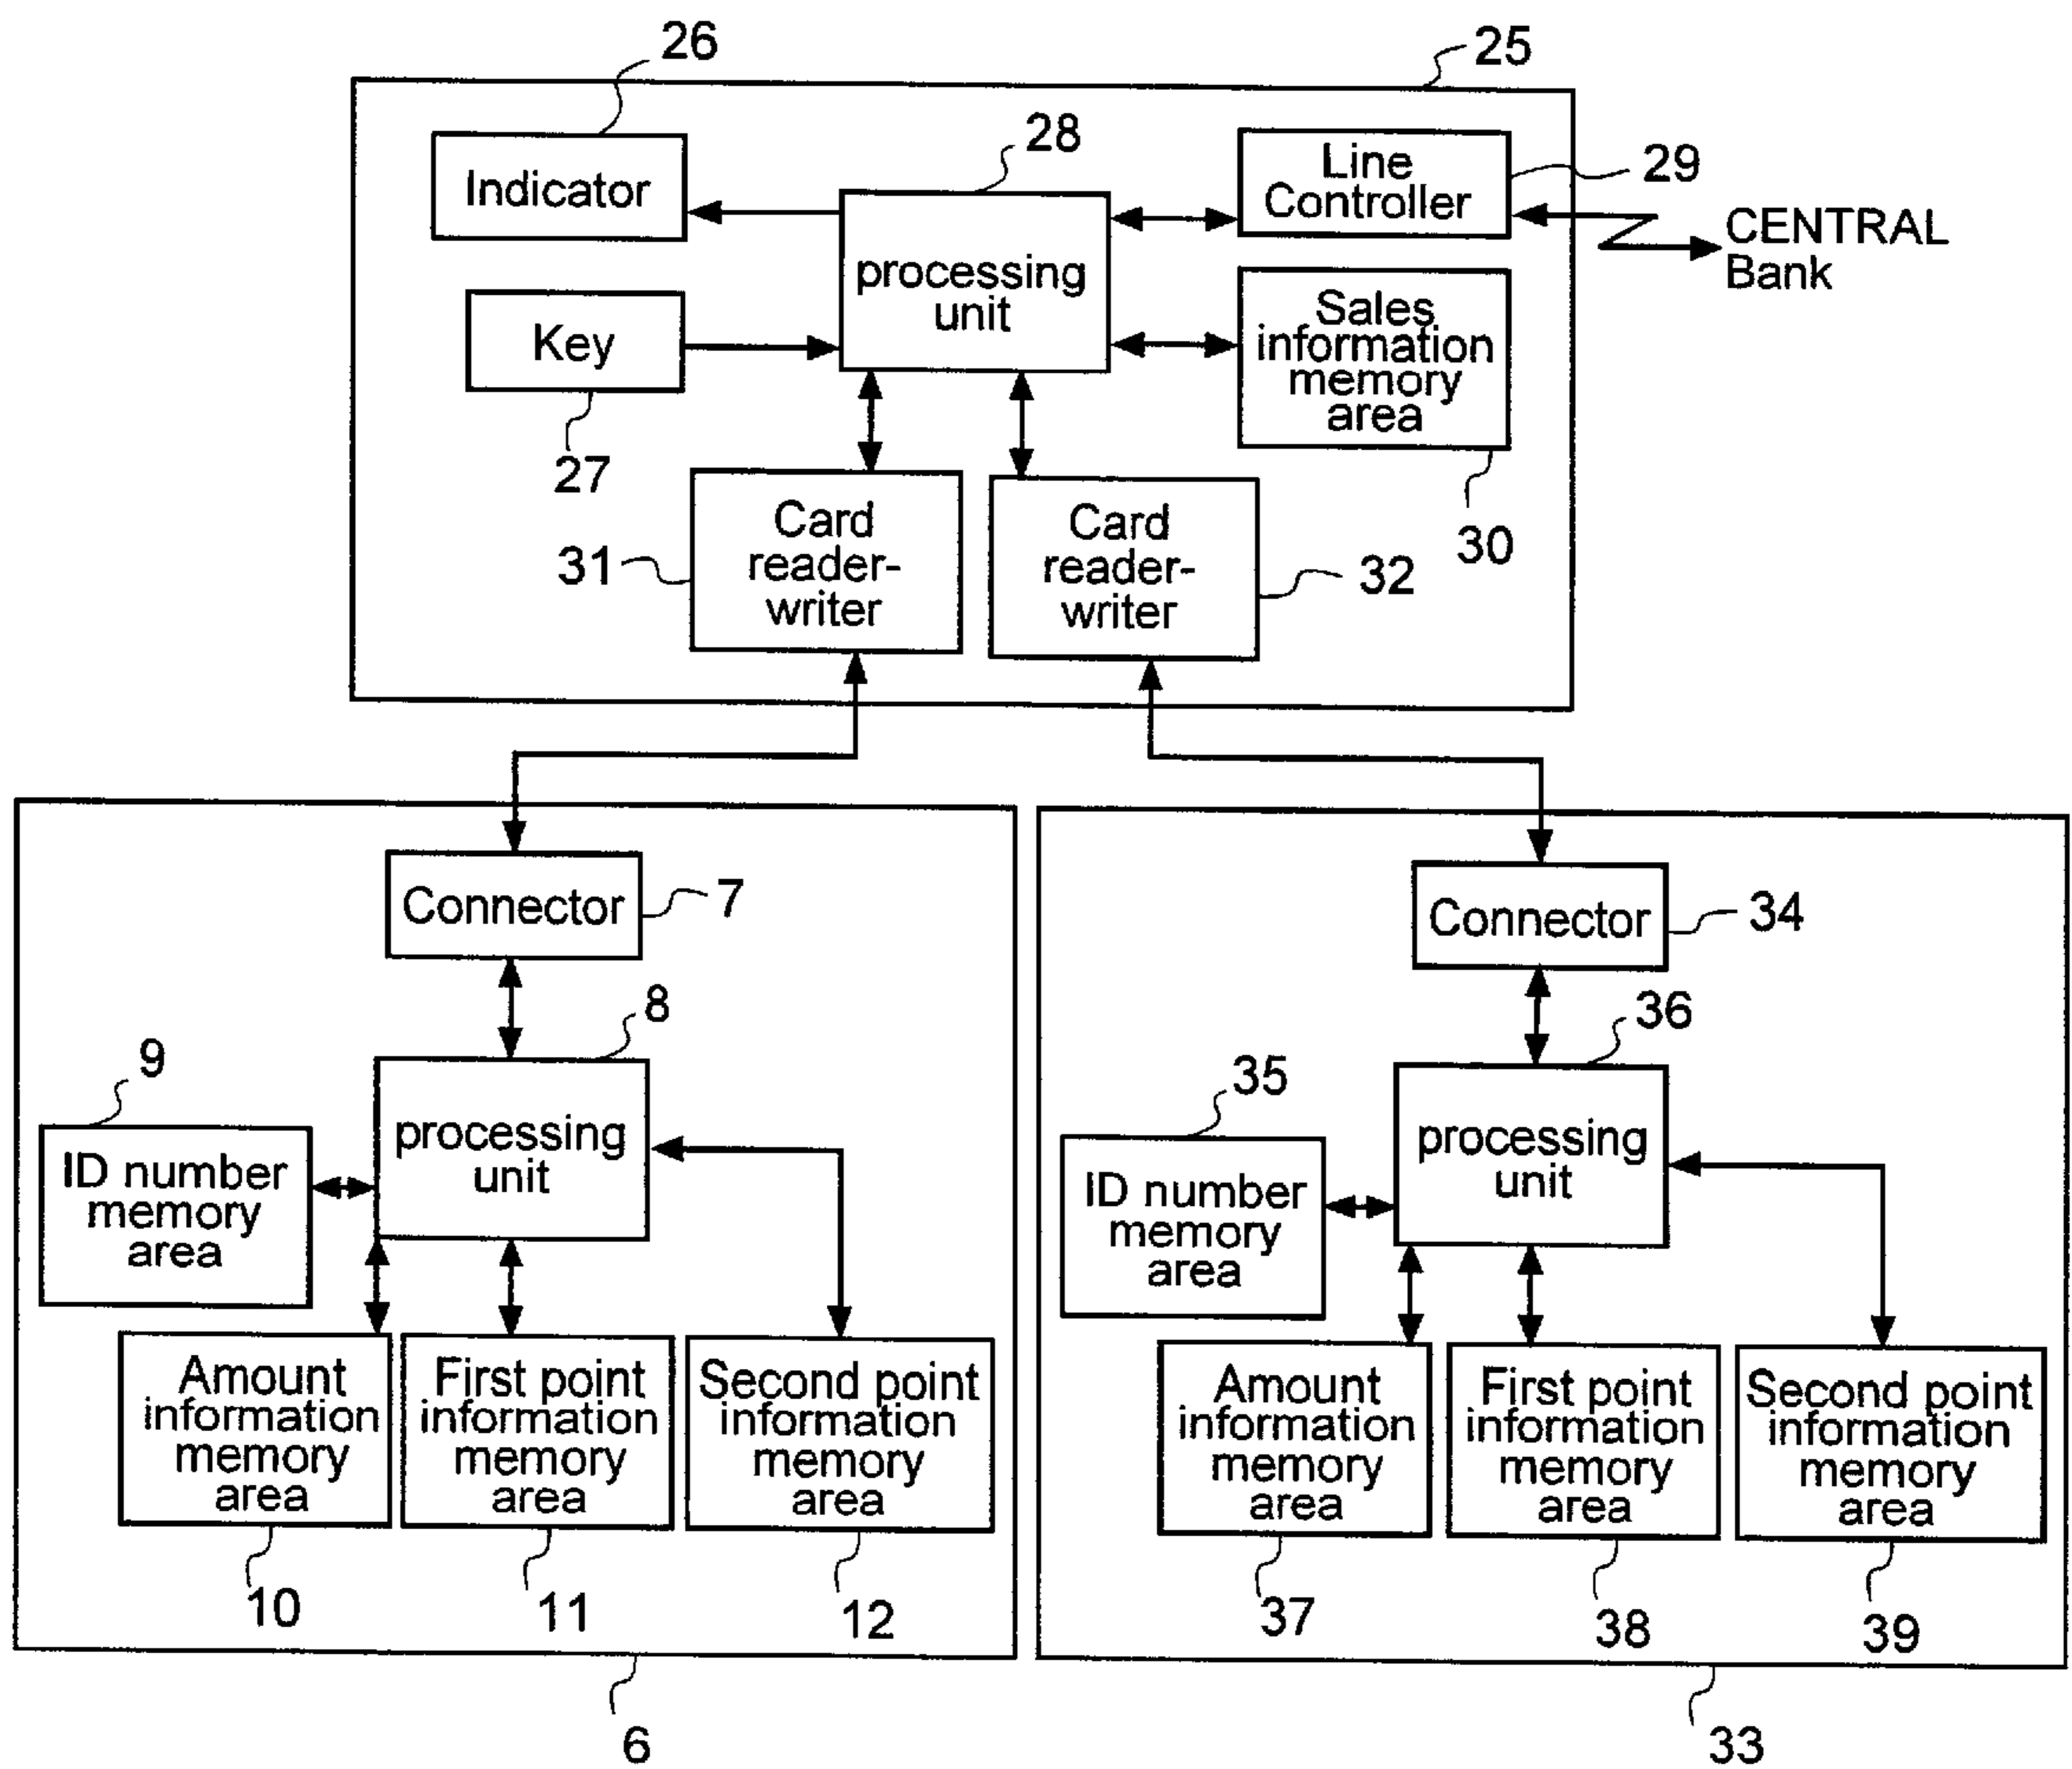 26
25
28
Indicator
Line
Controller
29
CENTRAL
Bank
processing
unit
Key
27
Sales
information
memory
area
30
31
Card
reader-
writer
Card
reader-
writer
32
Connector
7
8
9
processing
unit
ID number
memory
area
Amount
information
memory
area
First point
information
memory
area
Second point
information
memory
area
10
11
12
6
Connector
34
36
35
processing
unit
ID number
memory
area
Amount
information
memory
area
First point
information
memory
area
Second point
information
memory
area
37
38
39
33